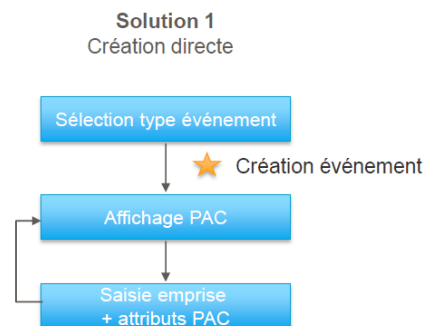 Solution 1
Création directe
Sélection type événement
Création événement
Affichage PAC
Saisie emprise
+ attributs PAC